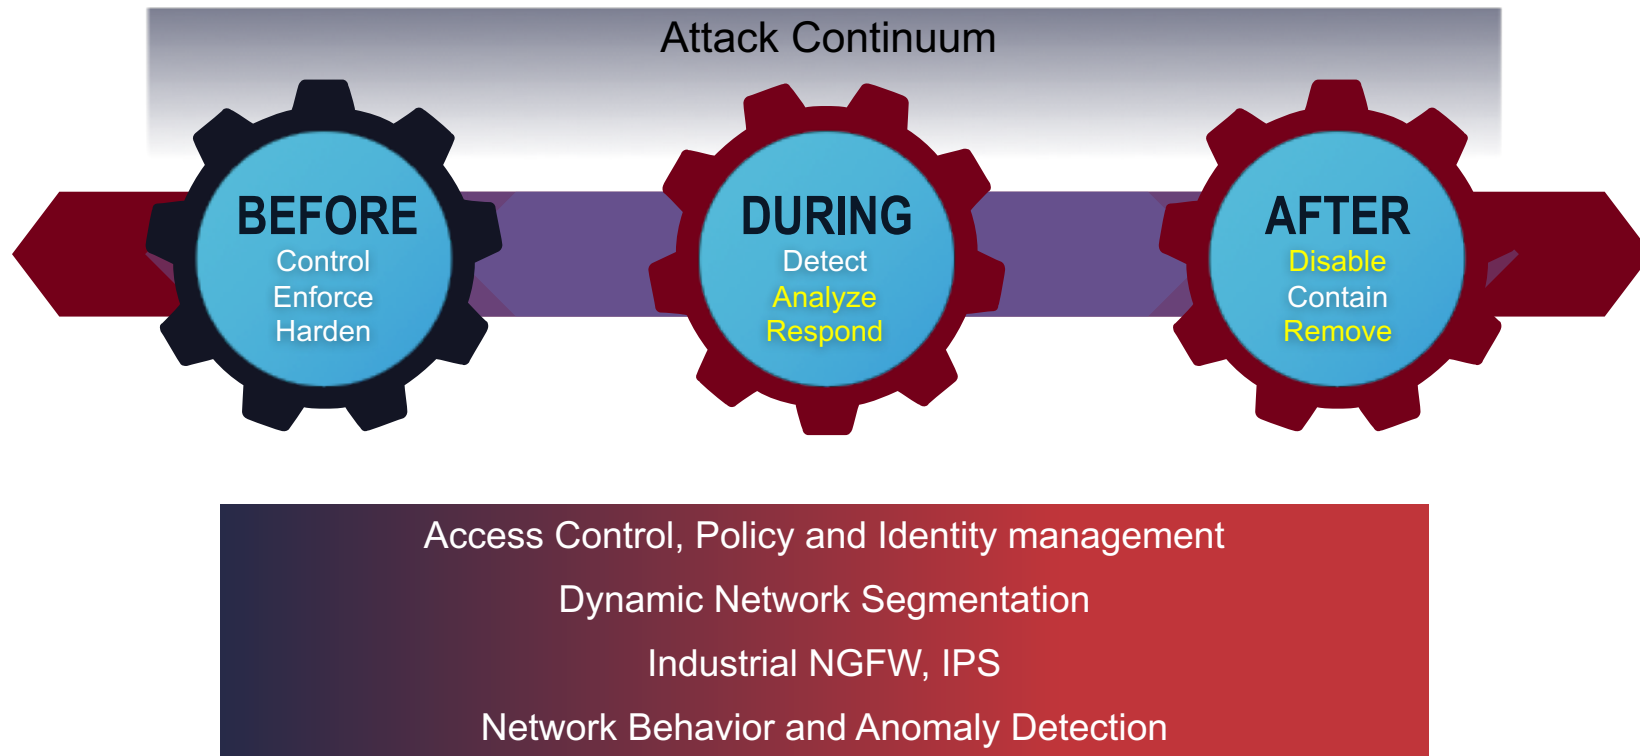 Attack Continuum
BEFORE
Control
Enforce
Harden
DURING
Detect
Analyze
Respond
AFTER
Disable
Contain
Remove
Access Control, Policy and Identity management
Dynamic Network Segmentation
Industrial NGFW, IPS
Network Behavior and Anomaly Detection